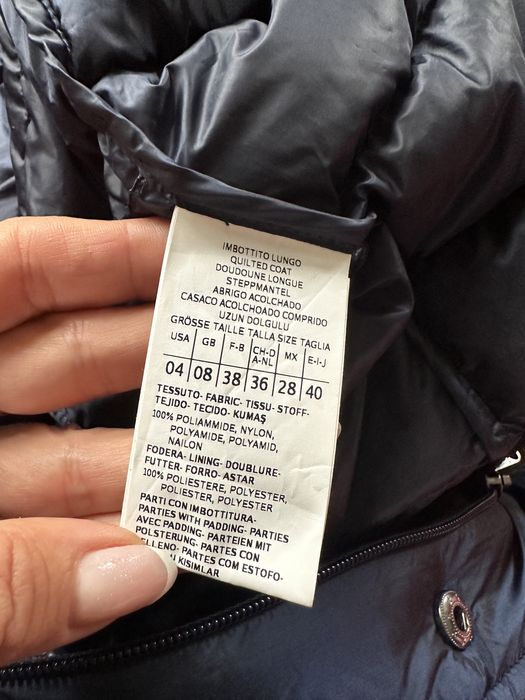 IMBOTTITO LUNGO
QUILTED COAT
DOUDOUNE LONGUE
STEPPMANTEL
ABRIGO ACOLCHADO
CASACO ACOLCHOADO COMPRIDO
UZUN DOLGULU
GRÖSSE TAILLE TALLA SIZE TAGLIA
USA GB F-B CH-D A-NL MX E-I-J
04 08 38 36 28 40
TESSUTO- FABRIC- TISSU- STOFF-
TEJIDO- TECIDO- KUMAŞ
100% POLIAMMIDE, NYLON,
POLYAMIDE, POLYAMID,
NAILON
FODERA- LINING- DOUBLURE-
FUTTER- FORRO- ASTAR
100% POLIESTERE, POLYESTER,
POLIESTER, POLYESTER
PARTI CON IMBOTTITURA-
PARTIES WITH PADDING- PARTIES
AVEC PADDING- PARTEIEN MIT
POLSTERUNG- PARTES CON
ELLENO- PARTES COM ESTOFO-
KISIMLAR